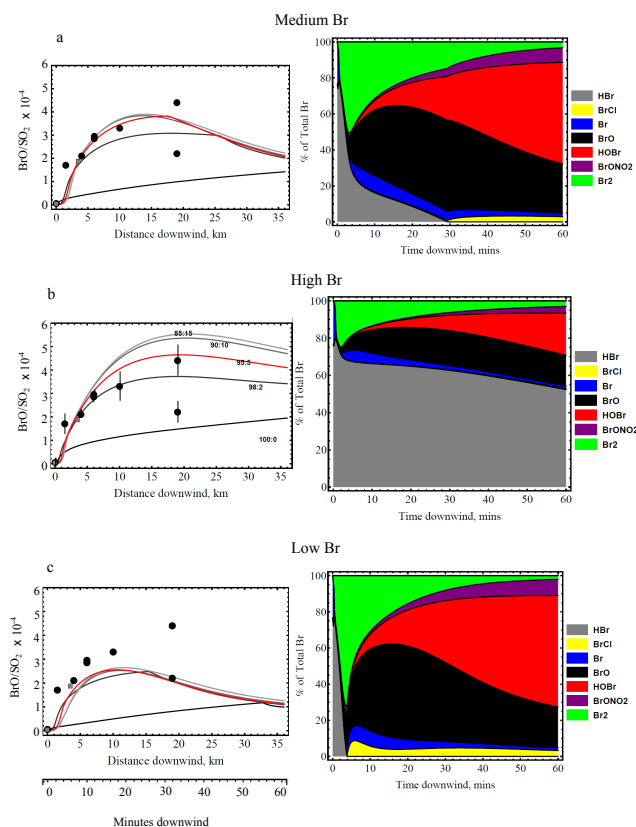 Medium Br
a
BrO/SO2 x 10-4
6
5
4
3
2
1
0
0 5 10 15 20 25 30 35
Distance downwind, km
% of Total Br
100
80
60
40
20
0
0 10 20 30 40 50 60
Time downwind, mins
HBr
BrCl
Br
BrO
HOBr
BrONO2
Br2
High Br
b
BrO/SO2 x 10-4
6
5
4
3
2
1
0
85:15
90:10
95:5
98:2
100:0
0 5 10 15 20 25 30 35
Distance downwind, km
% of Total Br
100
80
60
40
20
0
0 10 20 30 40 50 60
Time downwind, mins
HBr
BrCl
Br
BrO
HOBr
BrONO2
Br2
Low Br
c
BrO/SO2 x 10-4
6
5
4
3
2
1
0
0 5 10 15 20 25 30 35
Distance downwind, km
% of Total Br
100
80
60
40
20
0
0 10 20 30 40 50 60
Time downwind, mins
HBr
BrCl
Br
BrO
HOBr
BrONO2
Br2
0 10 20 30 40 50 60
Minutes downwind